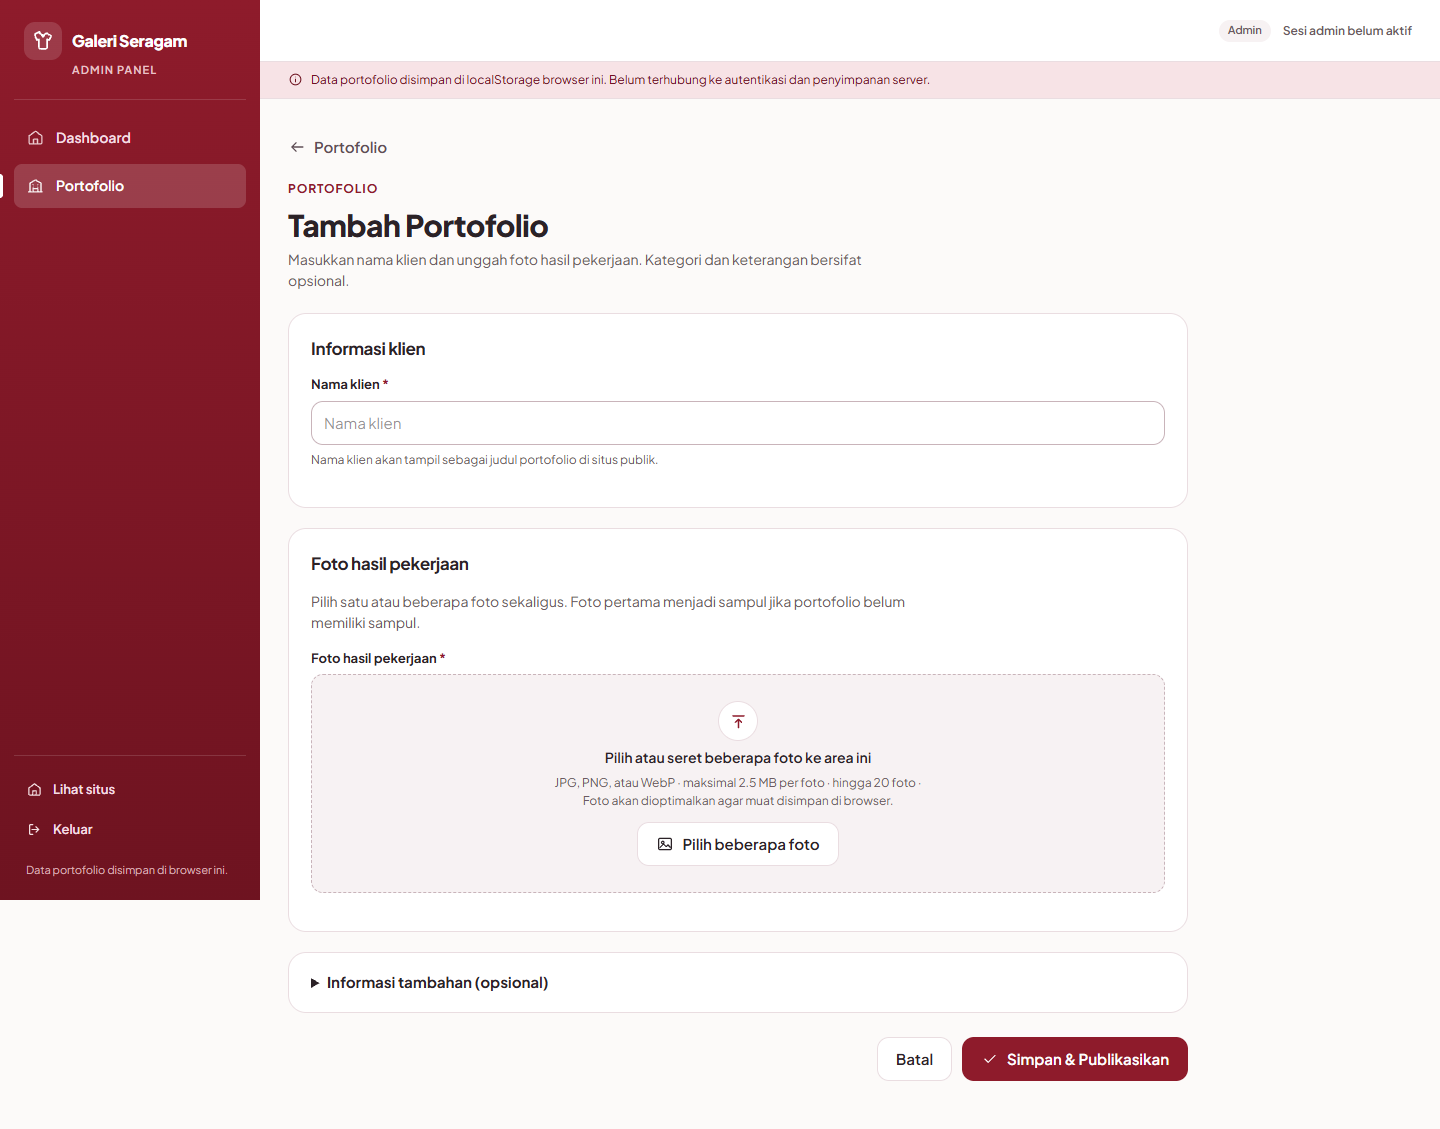 Galeri Seragam
ADMIN PANEL
Dashboard
Portofolio
Lihat situs
Keluar
Data portofolio disimpan di browser ini.
Admin
Sesi admin belum aktif
Data portofolio disimpan di localStorage browser ini. Belum terhubung ke autentikasi dan penyimpanan server.
Portofolio
PORTOFOLIO
Tambah Portofolio
Masukkan nama klien dan unggah foto hasil pekerjaan. Kategori dan keterangan bersifat
opsional.
Informasi klien
Nama klien *
Nama klien
Nama klien akan tampil sebagai judul portofolio di situs publik.
Foto hasil pekerjaan
Pilih satu atau beberapa foto sekaligus. Foto pertama menjadi sampul jika portofolio belum
memiliki sampul.
Foto hasil pekerjaan *
Pilih atau seret beberapa foto ke area ini
JPG, PNG, atau WebP · maksimal 2.5 MB per foto · hingga 20 foto ·
Foto akan dioptimalkan agar muat disimpan di browser.
Pilih beberapa foto
Informasi tambahan (opsional)
Batal
Simpan & Publikasikan